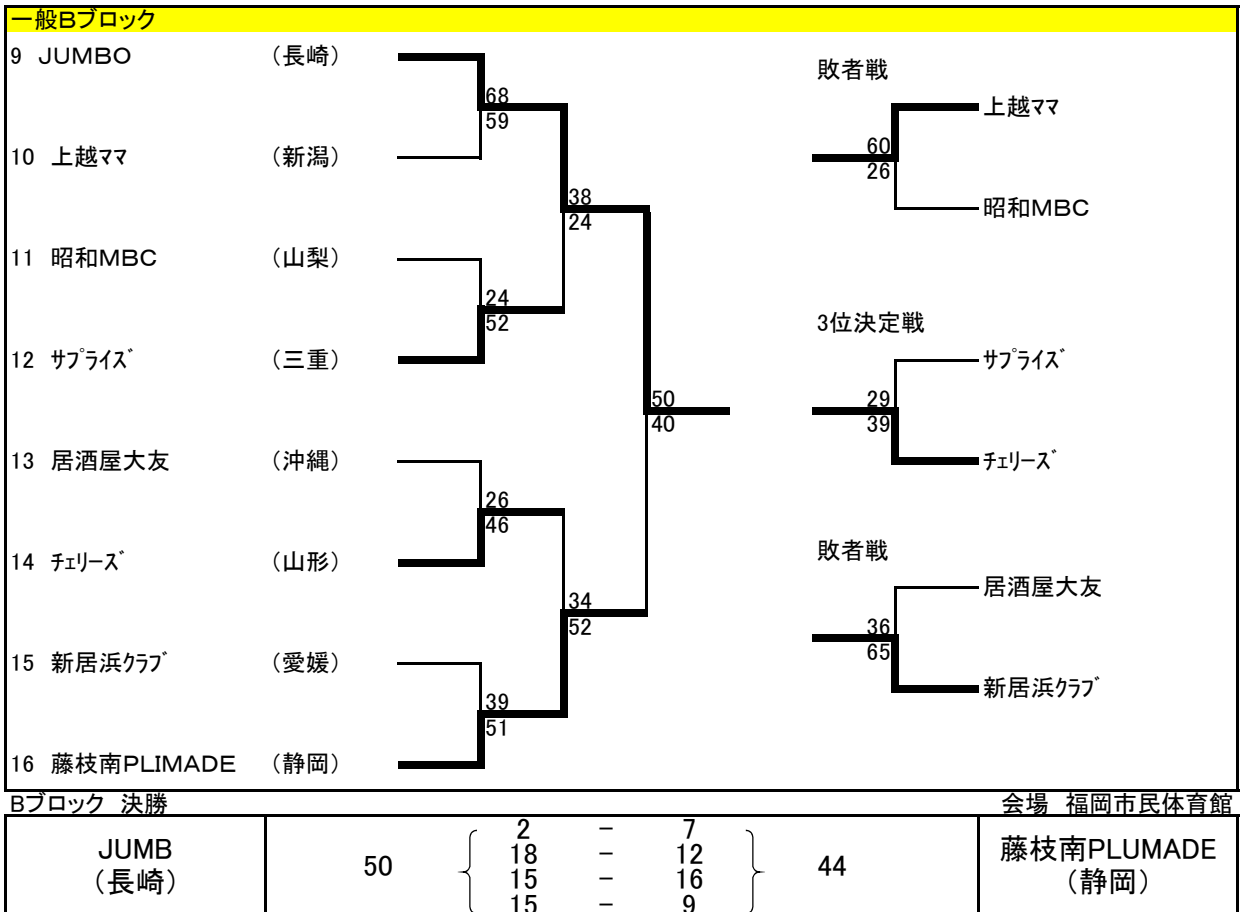 一般Bブロック
9 JUMBO (長崎)
敗者戦
68
59
上越ママ
10 上越ママ (新潟)
60
26
38
24
昭和MBC
11 昭和MBC (山梨)
24
52
3位決定戦
12 サプライズ (三重)
サプライズ
50
40
29
39
13 居酒屋大友 (沖縄)
チェリーズ
26
46
14 チェリーズ (山形)
敗者戦
居酒屋大友
34
52
36
65
15 新居浜クラブ (愛媛)
新居浜クラブ
39
51
16 藤枝南PLIMADE (静岡)
Bブロック 決勝 会場 福岡市民体育館
2 - 7
JUMB 18 - 12 藤枝南PLUMADE
50 44
(長崎) 15 - 16 (静岡)
15 - 9